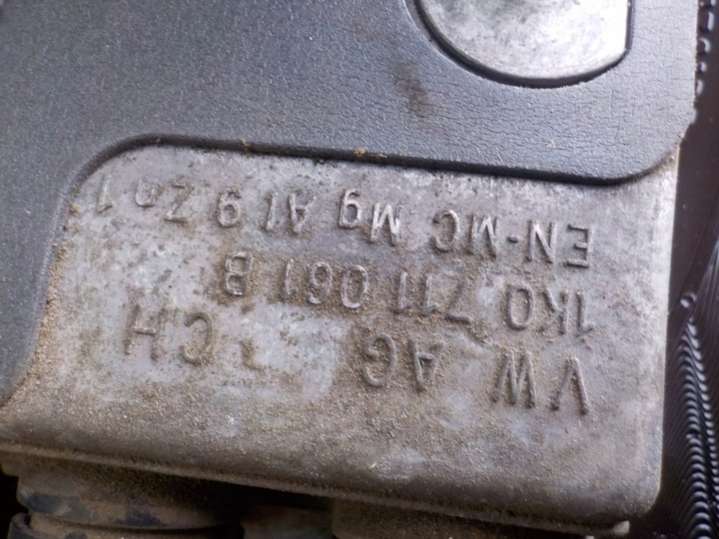 VW AG CH
1K0 711 061 B
EN-MC Mg Al 9 Zn 1